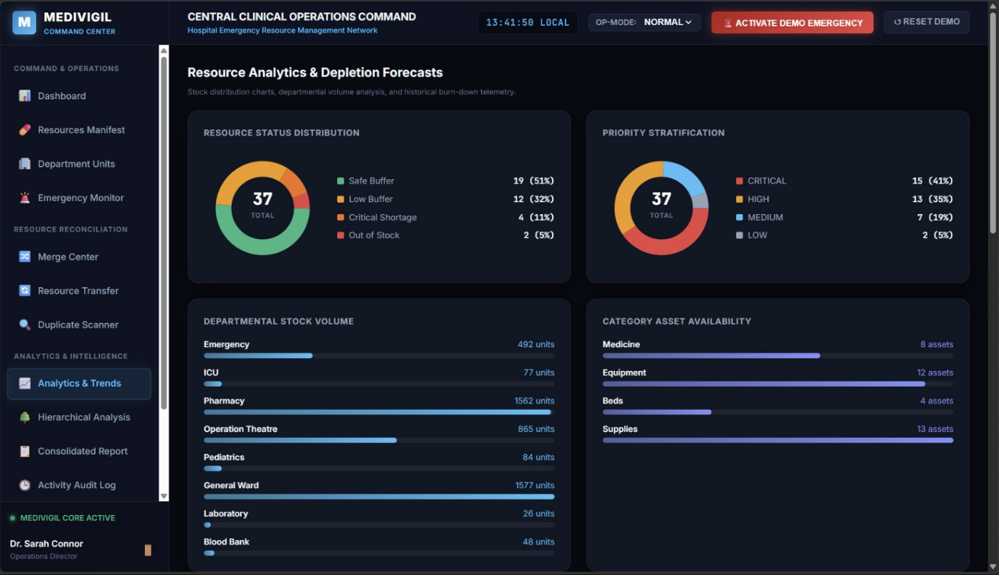 M MEDIVIGIL
COMMAND CENTER
CENTRAL CLINICAL OPERATIONS COMMAND
Hospital Emergency Resource Management Network
13:41:50 LOCAL
OP-MODE: NORMAL
ACTIVATE DEMO EMERGENCY
↺ RESET DEMO
COMMAND & OPERATIONS
Dashboard
Resources Manifest
Department Units
Emergency Monitor
RESOURCE RECONCILIATION
Merge Center
Resource Transfer
Duplicate Scanner
ANALYTICS & INTELLIGENCE
Analytics & Trends
Hierarchical Analysis
Consolidated Report
Activity Audit Log
MEDIVIGIL CORE ACTIVE
Dr. Sarah Connor
Operations Director
Resource Analytics & Depletion Forecasts
Stock distribution charts, departmental volume analysis, and historical burn-down telemetry.
RESOURCE STATUS DISTRIBUTION
37
TOTAL
Safe Buffer 19 (51%)
Low Buffer 12 (32%)
Critical Shortage 4 (11%)
Out of Stock 2 (5%)
PRIORITY STRATIFICATION
37
TOTAL
CRITICAL 15 (41%)
HIGH 13 (35%)
MEDIUM 7 (19%)
LOW 2 (5%)
DEPARTMENTAL STOCK VOLUME
Emergency 492 units
ICU 77 units
Pharmacy 1562 units
Operation Theatre 865 units
Pediatrics 84 units
General Ward 1577 units
Laboratory 26 units
Blood Bank 48 units
CATEGORY ASSET AVAILABILITY
Medicine 8 assets
Equipment 12 assets
Beds 4 assets
Supplies 13 assets